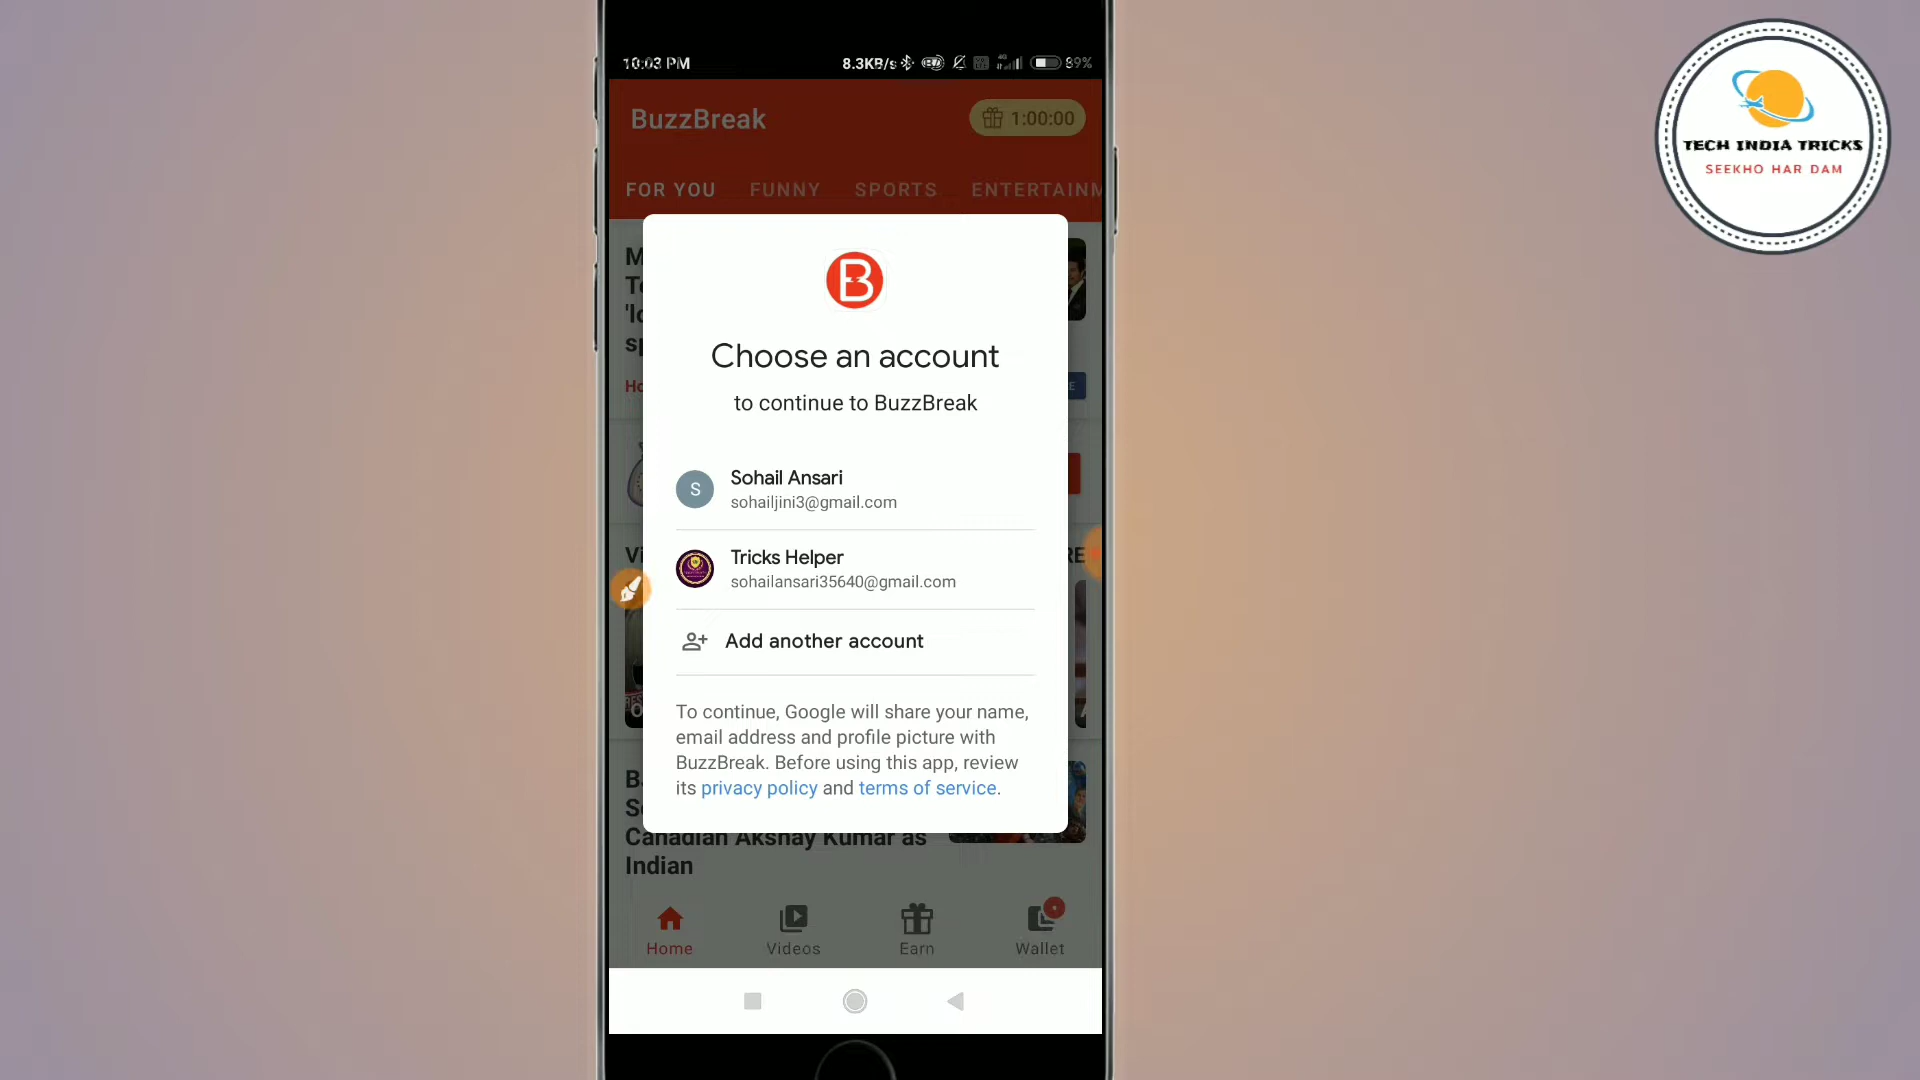 10:03 PM 8.3KB/s 4G 89%
BuzzBreak 1:00:00
FOR YOU FUNNY SPORTS ENTERTAINM
TECH INDIA TRICKS
SEEKHO HAR DAM
B
Choose an account
to continue to BuzzBreak
S
Sohail Ansari
sohailjini3@gmail.com
Tricks Helper
sohailansari35640@gmail.com
Add another account
To continue, Google will share your name,
email address and profile picture with
BuzzBreak. Before using this app, review
its privacy policy and terms of service.
Canadian Akshay Kumar as
Indian
Home Videos Earn Wallet